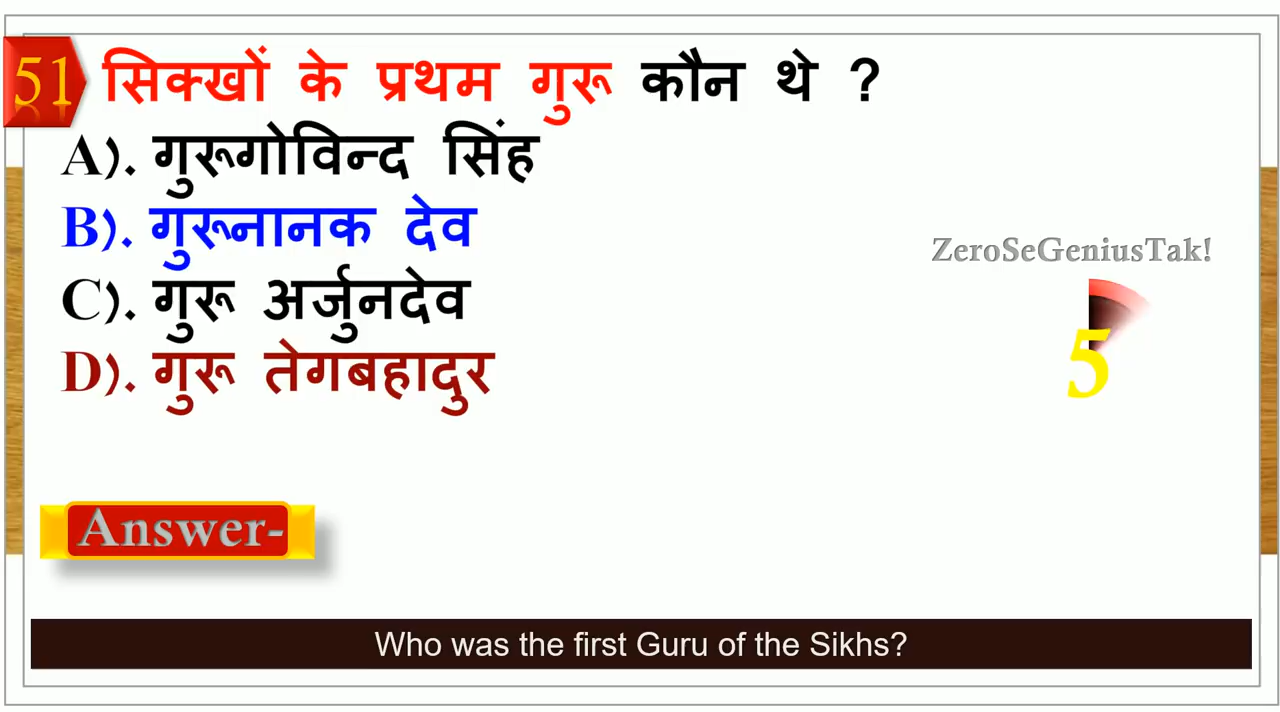 51 सिक्खों के प्रथम गुरू कौन थे ?
A). गुरूगोविन्द सिंह
B). गुरूनानक देव
C). गुरू अर्जुनदेव
D). गुरू तेगबहादुर
ZeroSeGeniusTak!
5
Answer-
Who was the first Guru of the Sikhs?